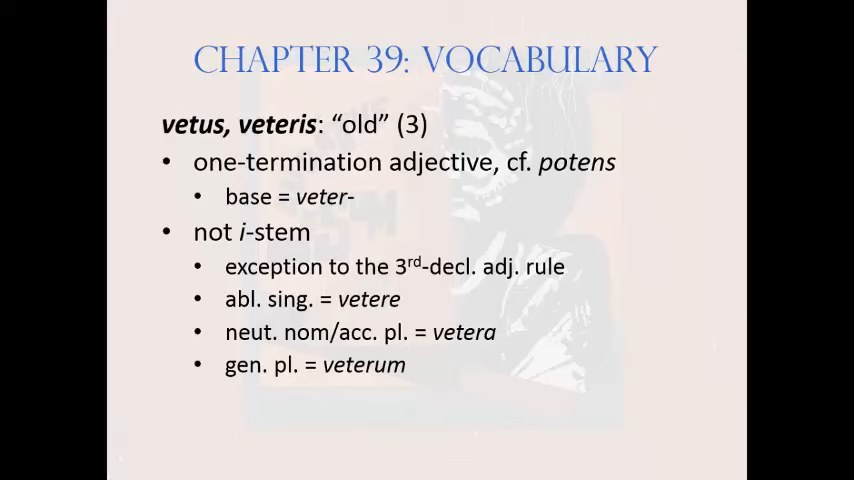 CHAPTER 39: VOCABULARY
vetus, veteris: “old” (3)
• one-termination adjective, cf. potens
• base = veter-
• not i-stem
• exception to the 3rd-decl. adj. rule
• abl. sing. = vetere
• neut. nom/acc. pl. = vetera
• gen. pl. = veterum